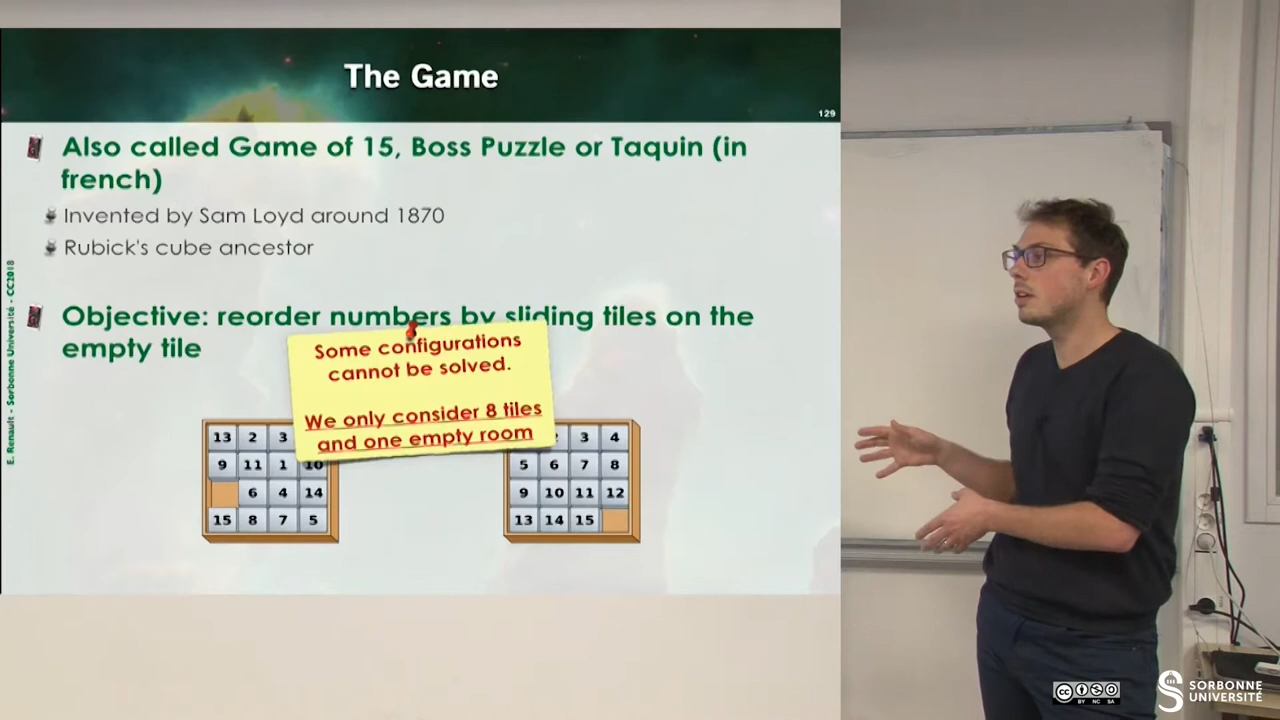 The Game
129
Also called Game of 15, Boss Puzzle or Taquin (in
french)
Invented by Sam Loyd around 1870
Rubick's cube ancestor
Objective: reorder numbers by sliding tiles on the
empty tile
Some configurations
cannot be solved.
We only consider 8 tiles
and one empty room
13 2 3
9 11 1 10
6 4 14
15 8 7 5
3 4
5 6 7 8
9 10 11 12
13 14 15
E. Renault - Sorbonne Université - CC2018
CC BY NC SA
SORBONNE
UNIVERSITÉ